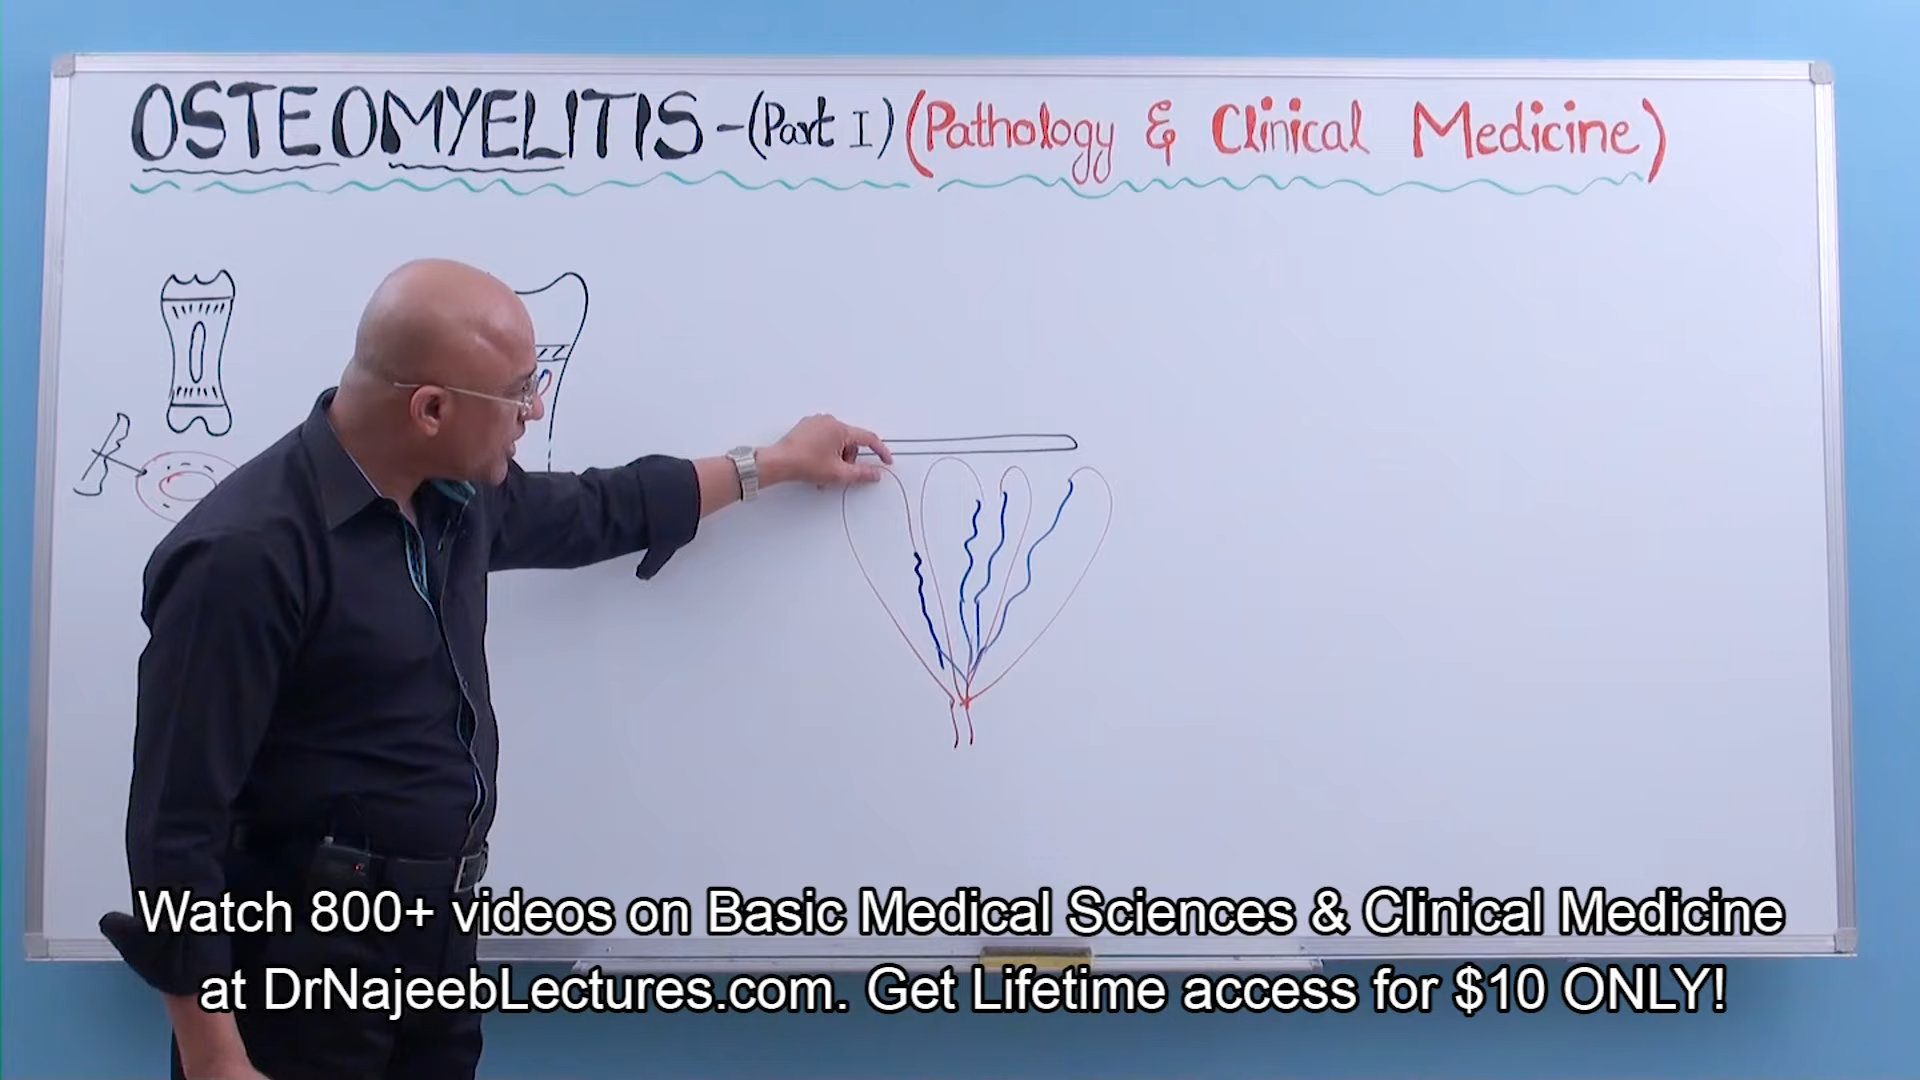 OSTEOMYELITIS - (Part I) (Pathology & Clinical Medicine)
Watch 800+ videos on Basic Medical Sciences & Clinical Medicine
at DrNajeebLectures.com. Get Lifetime access for $10 ONLY!